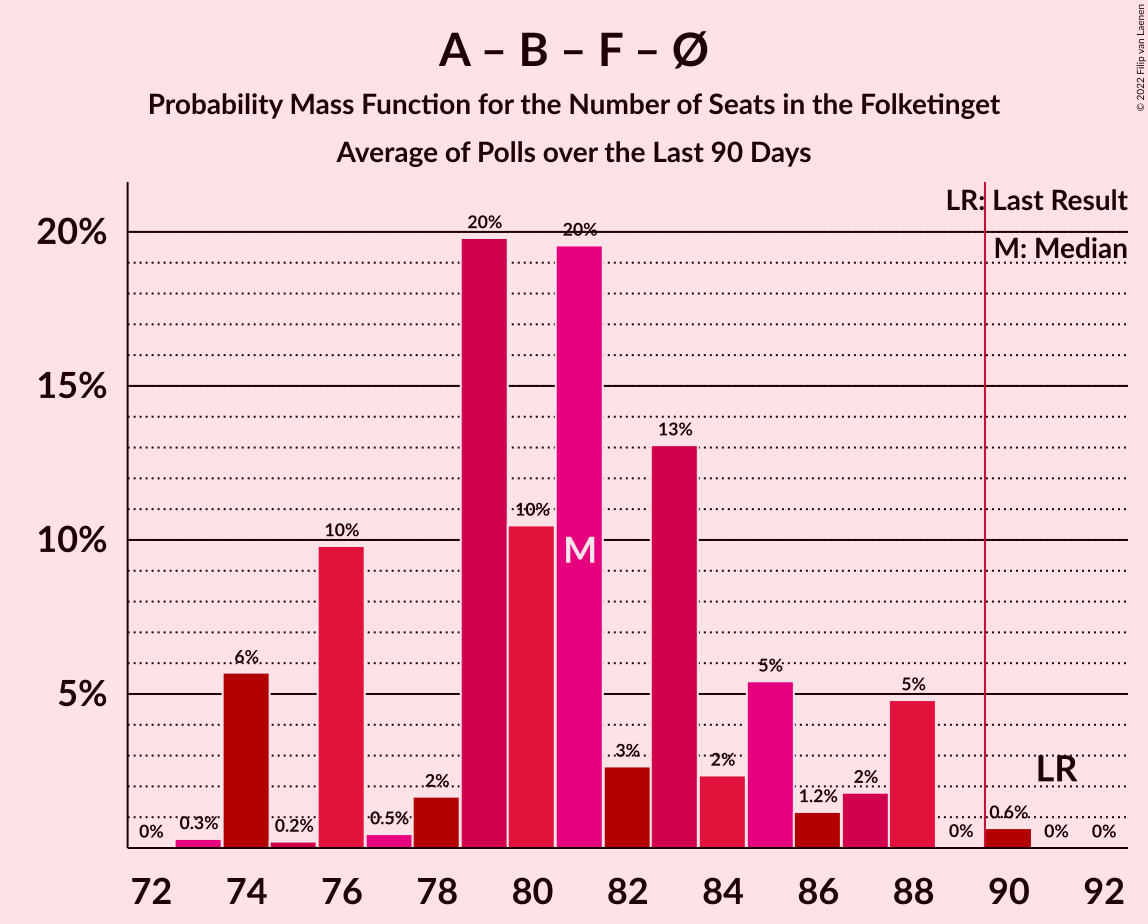 A – B – F – Ø
Probability Mass Function for the Number of Seats in the Folketinget
Average of Polls over the Last 90 Days
© 2022 Filip van Laenen
LR: Last Result
M: Median
20%
15%
10%
5%
0%
0.3%
6%
0.2%
10%
0.5%
2%
20%
10%
20%
3%
13%
2%
5%
1.2%
2%
5%
0%
0.6%
0%
0%
M
LR
72 74 76 78 80 82 84 86 88 90 92